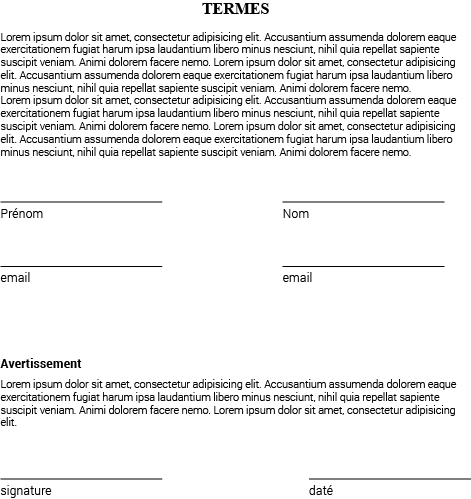 TERMES
Lorem ipsum dolor sit amet, consectetur adipisicing elit. Accusantium assumenda dolorem eaque
exercitationem fugiat harum ipsa laudantium libero minus nesciunt, nihil quia repellat sapiente
suscipit veniam. Animi dolorem facere nemo. Lorem ipsum dolor sit amet, consectetur adipisicing
elit. Accusantium assumenda dolorem eaque exercitationem fugiat harum ipsa laudantium libero
minus nesciunt, nihil quia repellat sapiente suscipit veniam. Animi dolorem facere nemo.
Lorem ipsum dolor sit amet, consectetur adipisicing elit. Accusantium assumenda dolorem eaque
exercitationem fugiat harum ipsa laudantium libero minus nesciunt, nihil quia repellat sapiente
suscipit veniam. Animi dolorem facere nemo. Lorem ipsum dolor sit amet, consectetur adipisicing
elit. Accusantium assumenda dolorem eaque exercitationem fugiat harum ipsa laudantium libero
minus nesciunt, nihil quia repellat sapiente suscipit veniam. Animi dolorem facere nemo.
Prénom Nom
email email
Avertissement
Lorem ipsum dolor sit amet, consectetur adipisicing elit. Accusantium assumenda dolorem eaque
exercitationem fugiat harum ipsa laudantium libero minus nesciunt, nihil quia repellat sapiente
suscipit veniam. Animi dolorem facere nemo. Lorem ipsum dolor sit amet, consectetur adipisicing
elit.
signature daté